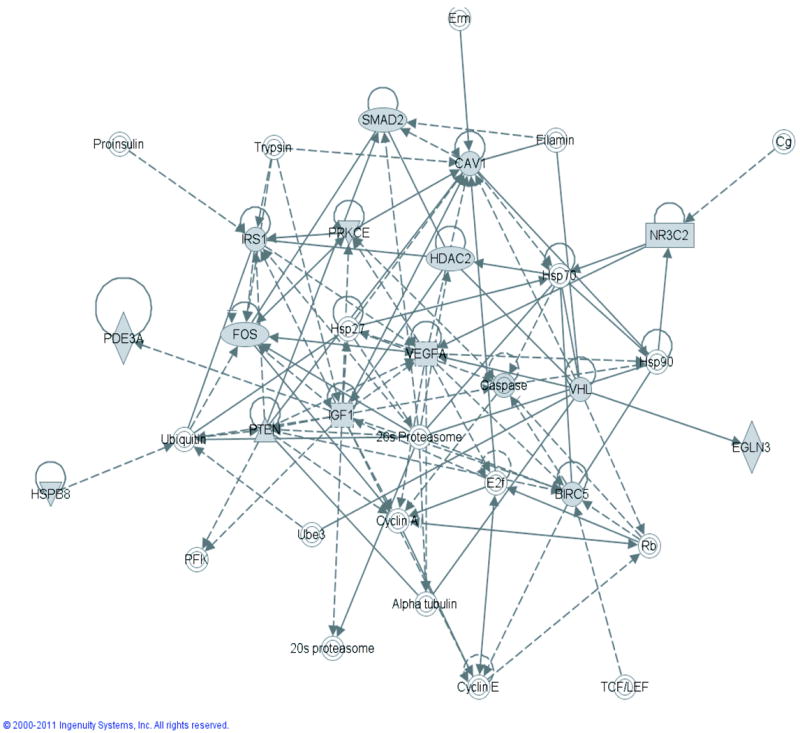 Erm
SMAD2
Proinsulin
Trypsin
Filamin
Cg
CAV1
IRS1
PRKCE
NR3C2
HDAC2
Hsp70
PDE3A
FOS
Hsp27
VEGFA
Hsp90
Caspase
VHL
IGF1
Ubiquitin
PTEN
26s Proteasome
EGLN3
HSPB8
E2f
BIRC5
Cyclin A
Ube3
Rb
PFK
Alpha tubulin
20s proteasome
Cyclin E
TCF/LEF
© 2000-2011 Ingenuity Systems, Inc. All rights reserved.